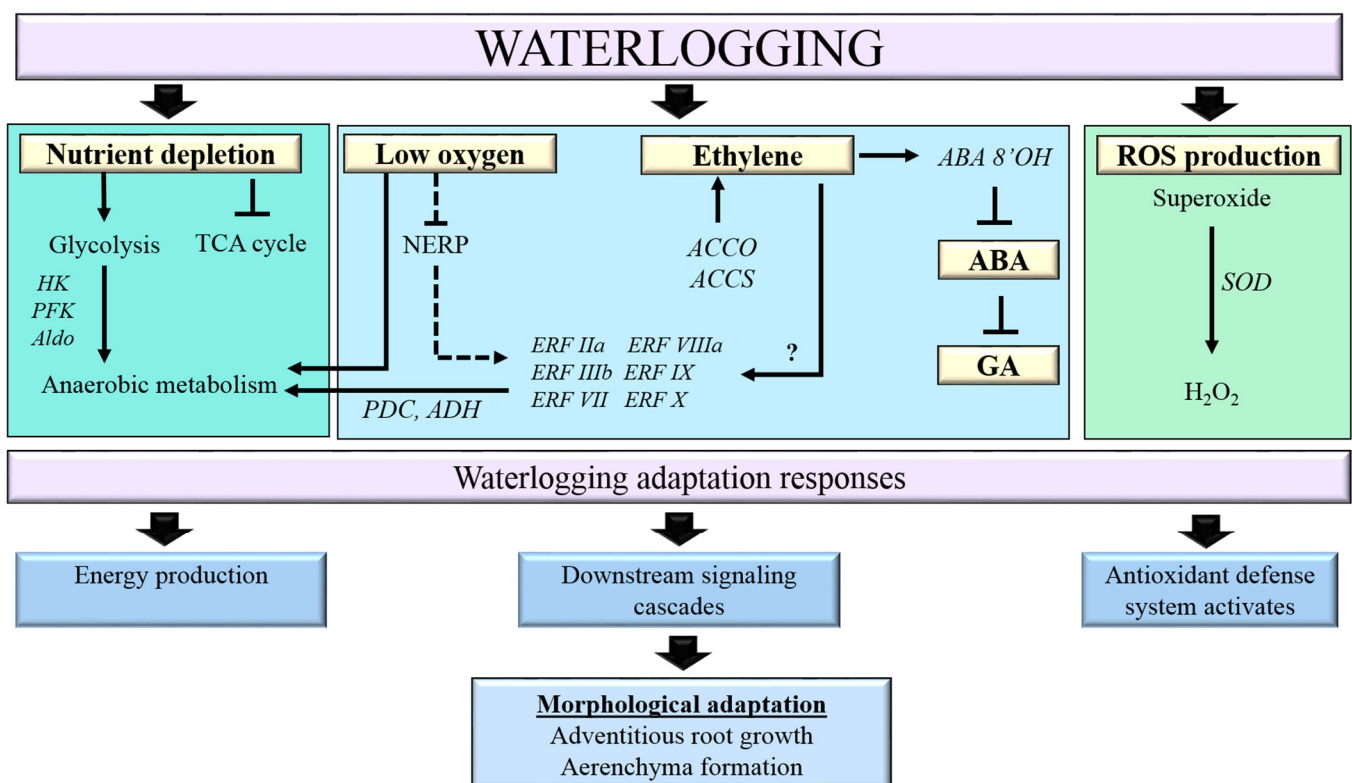 WATERLOGGING
Nutrient depletion
Glycolysis
TCA cycle
HK
PFK
Aldo
Anaerobic metabolism
Low oxygen
NERP
PDC, ADH
Ethylene
ACCO
ACCS
ABA 8’OH
ABA
GA
?
ERF IIa ERF VIIIa
ERF IIIb ERF IX
ERF VII ERF X
ROS production
Superoxide
SOD
H₂O₂
Waterlogging adaptation responses
Energy production
Downstream signaling
cascades
Antioxidant defense
system activates
Morphological adaptation
Adventitious root growth
Aerenchyma formation